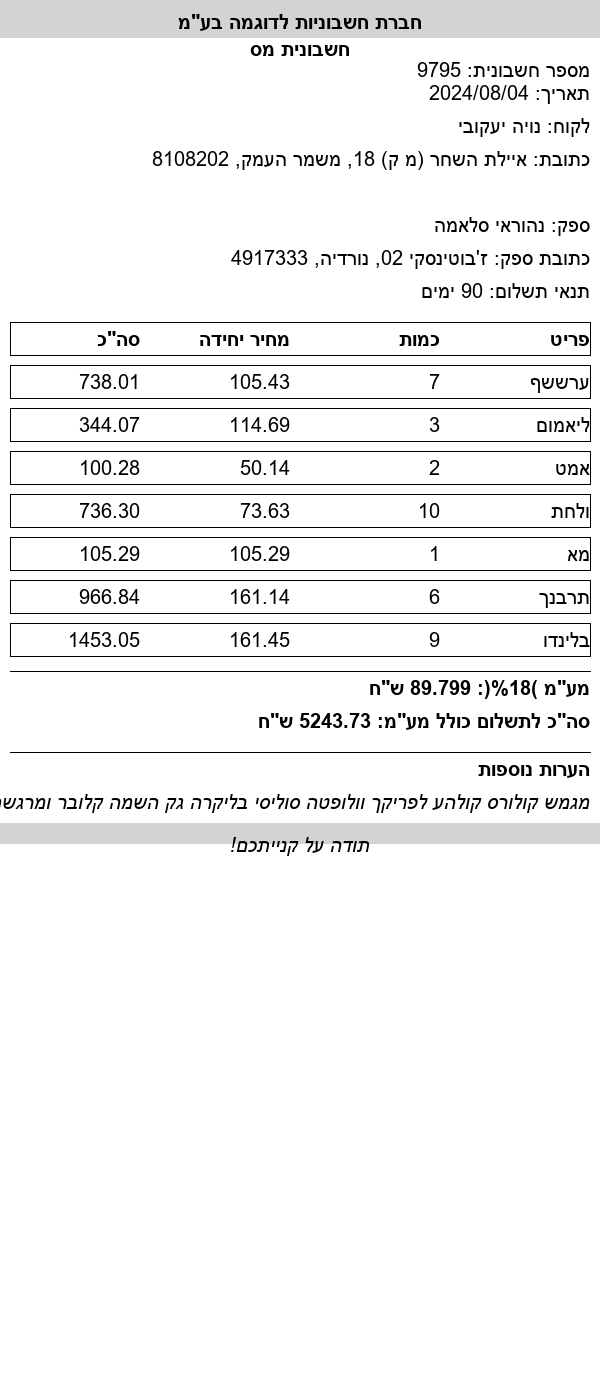 חברת חשבוניות לדוגמה בע"מ
חשבונית מס
מספר חשבונית: 9795
תאריך: 2024/08/04
לקוח: נויה יעקובי
כתובת: איילת השחר (מ ק) 18, משמר העמק, 8108202
ספק: נהוראי סלאמה
כתובת ספק: ז'בוטינסקי 02, נורדיה, 4917333
תנאי תשלום: 90 ימים
פריט כמות מחיר יחידה סה"כ
ערששף 7 105.43 738.01
ליאמום 3 114.69 344.07
אמט 2 50.14 100.28
ולחת 10 73.63 736.30
מא 1 105.29 105.29
תרבנך 6 161.14 966.84
בלינדו 9 161.45 1453.05
מע"מ )18%(: 89.799 ש"ח
סה"כ לתשלום כולל מע"מ: 5243.73 ש"ח
הערות נוספות
מגמש קולורס קולהע לפריקך וולופטה סוליסי בליקרה גק השמה קלובר ומרגשח
תודה על קנייתכם!